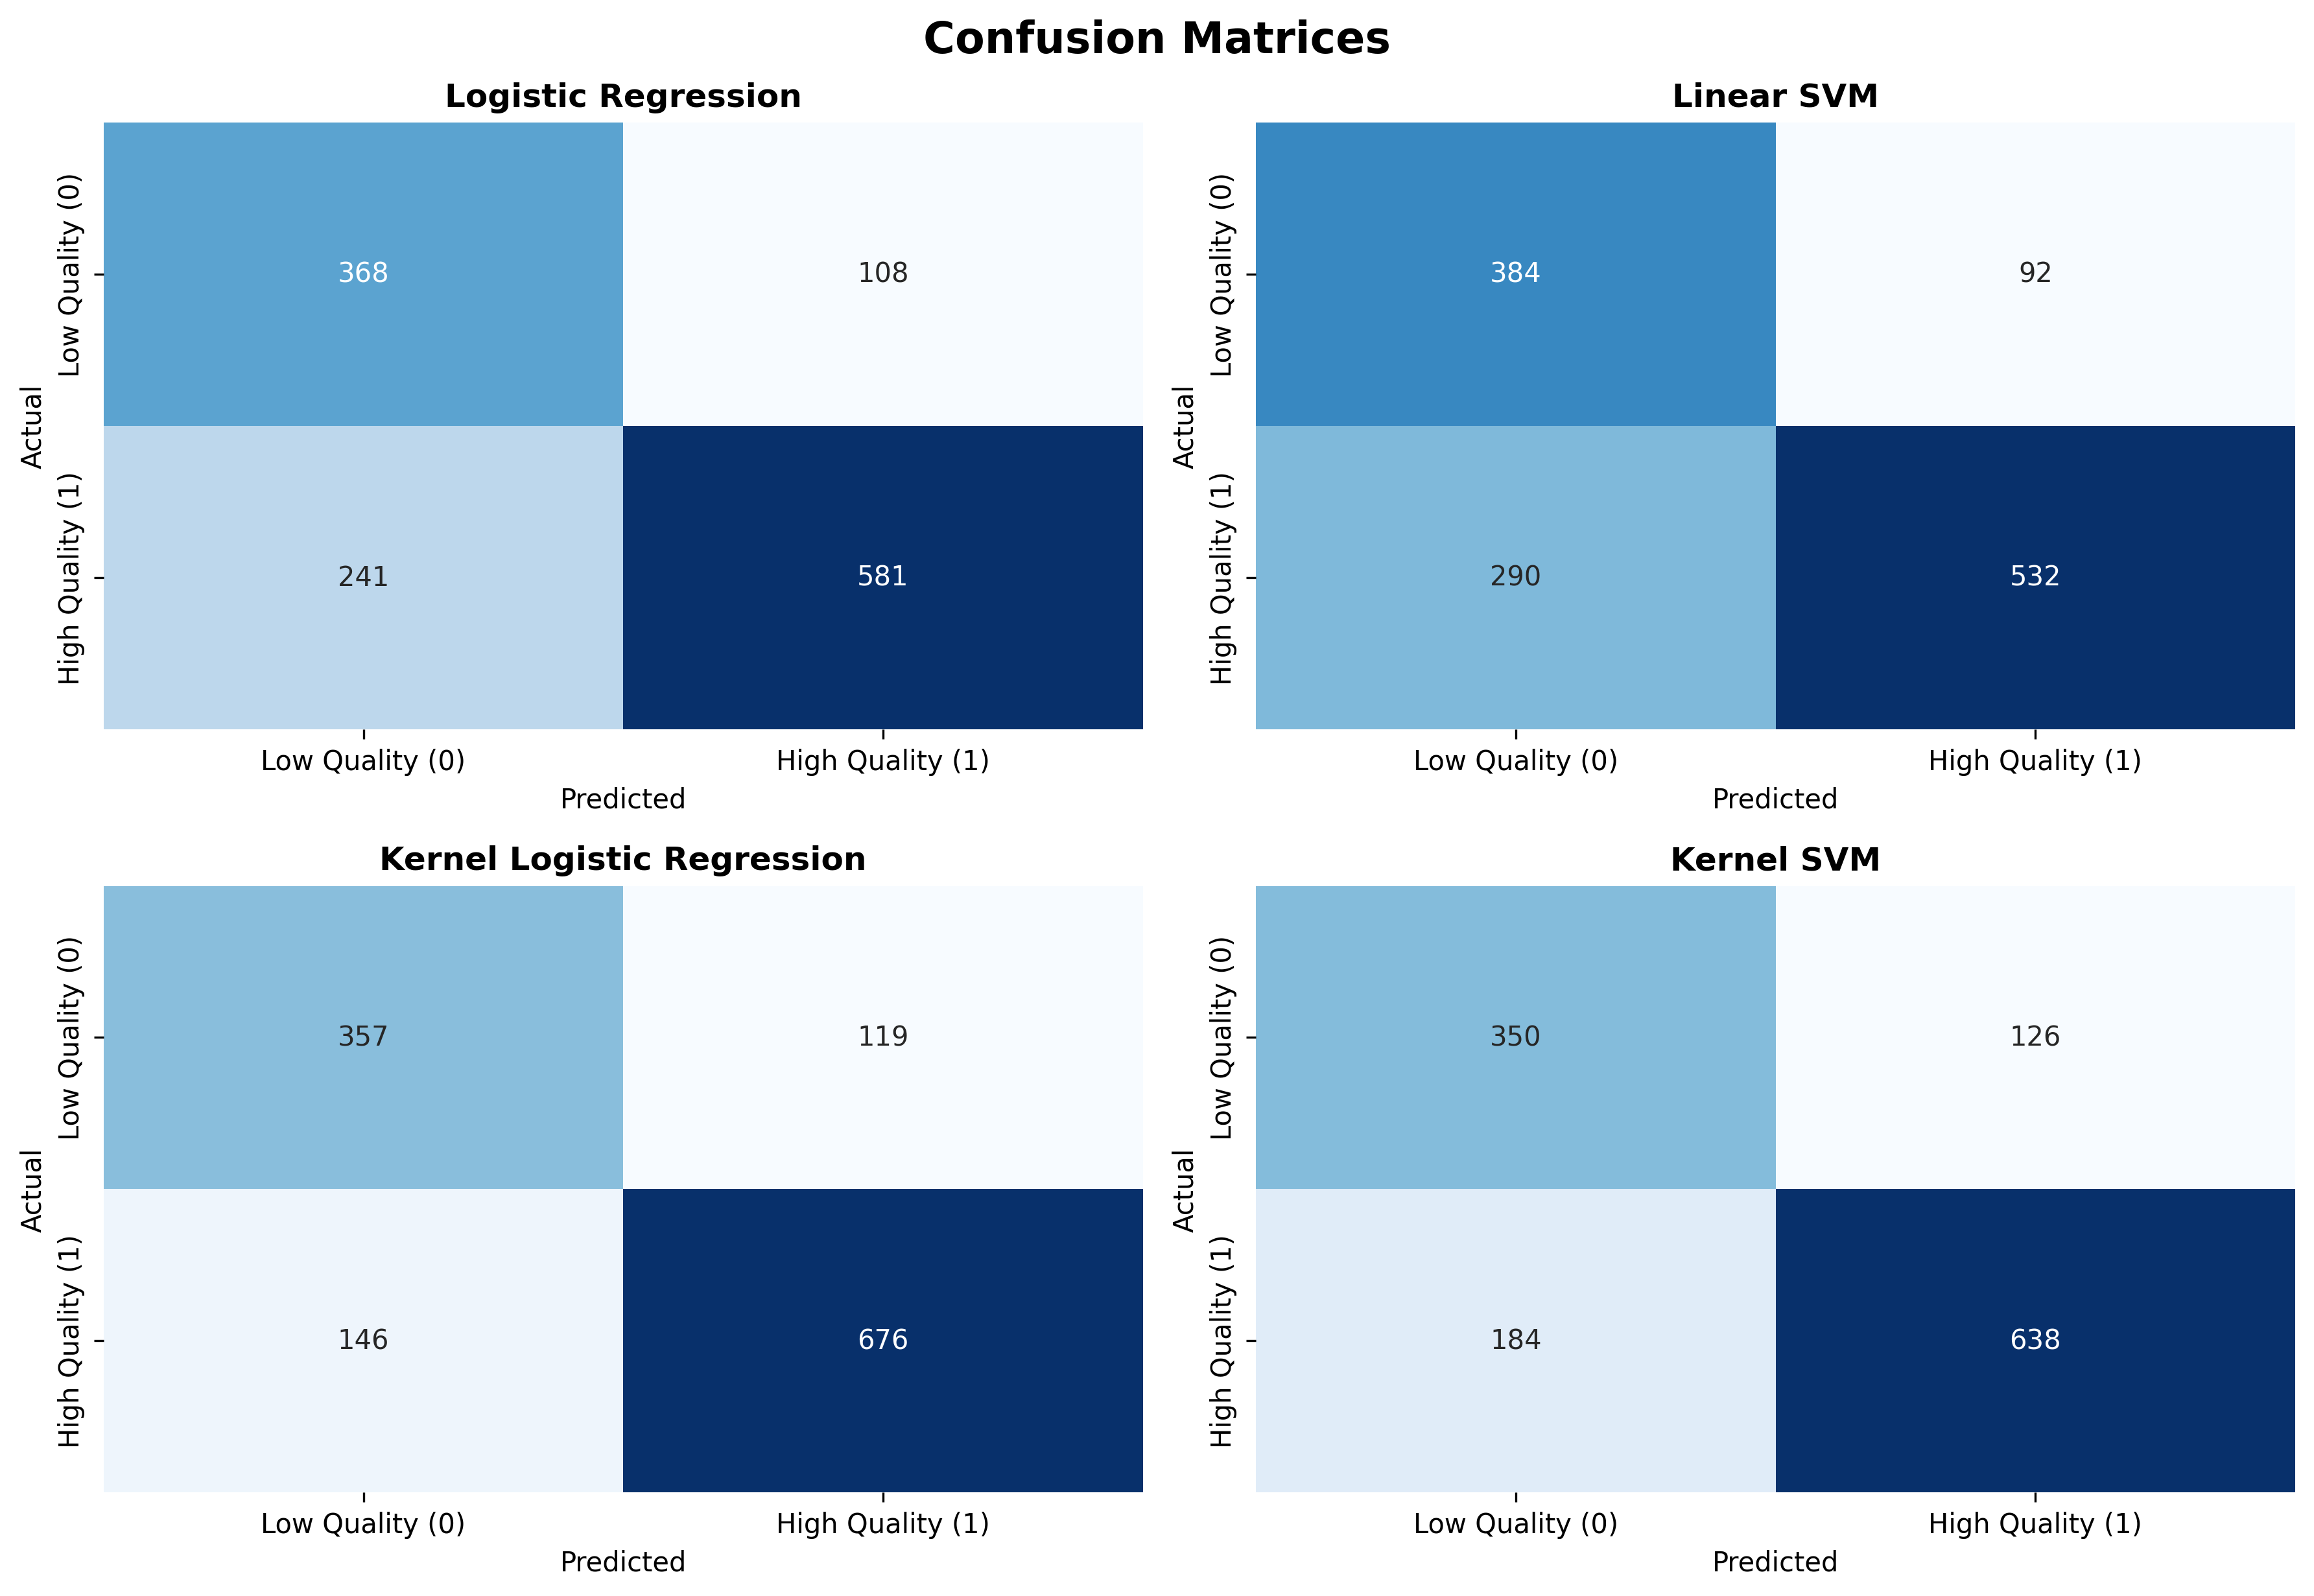 Confusion Matrices
Logistic Regression
Actual
Low Quality (0)
368
108
High Quality (1)
241
581
Low Quality (0)
High Quality (1)
Predicted
Linear SVM
Actual
Low Quality (0)
384
92
High Quality (1)
290
532
Low Quality (0)
High Quality (1)
Predicted
Kernel Logistic Regression
Actual
Low Quality (0)
357
119
High Quality (1)
146
676
Low Quality (0)
High Quality (1)
Predicted
Kernel SVM
Actual
Low Quality (0)
350
126
High Quality (1)
184
638
Low Quality (0)
High Quality (1)
Predicted